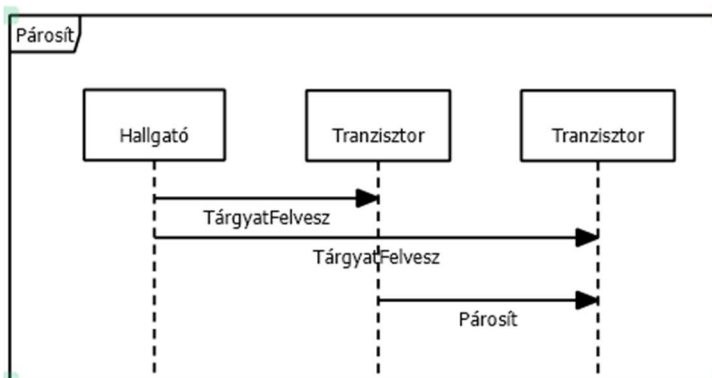 Párosít
Hallgató
Tranzisztor
Tranzisztor
TárgyatFelvesz
TárgyatFelvesz
Párosít